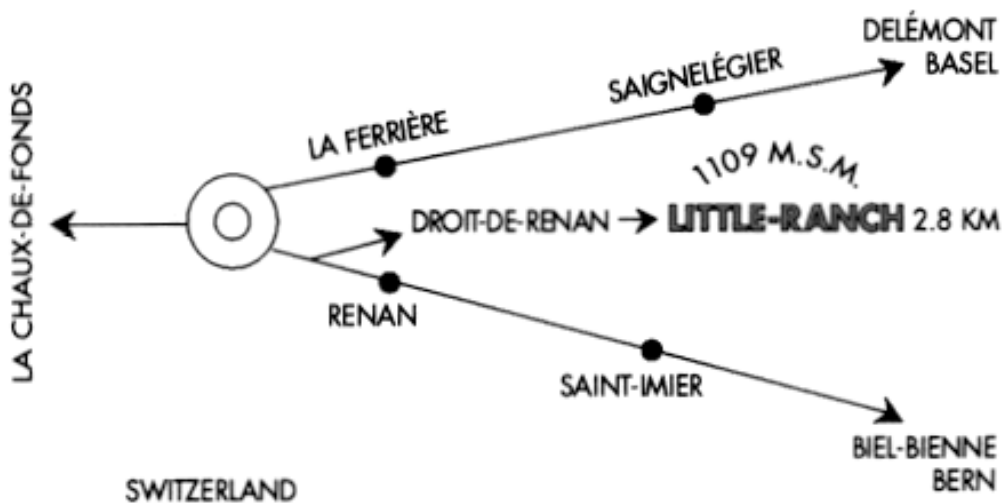 DELÉMONT
BASEL
SAIGNELÉGIER
LA FERRIÈRE
1109 M.S.M.
LA CHAUX-DE-FONDS
DROIT-DE-RENAN LITTLE-RANCH 2.8 KM
RENAN
SAINT-IMIER
BIEL-BIENNE
BERN
SWITZERLAND